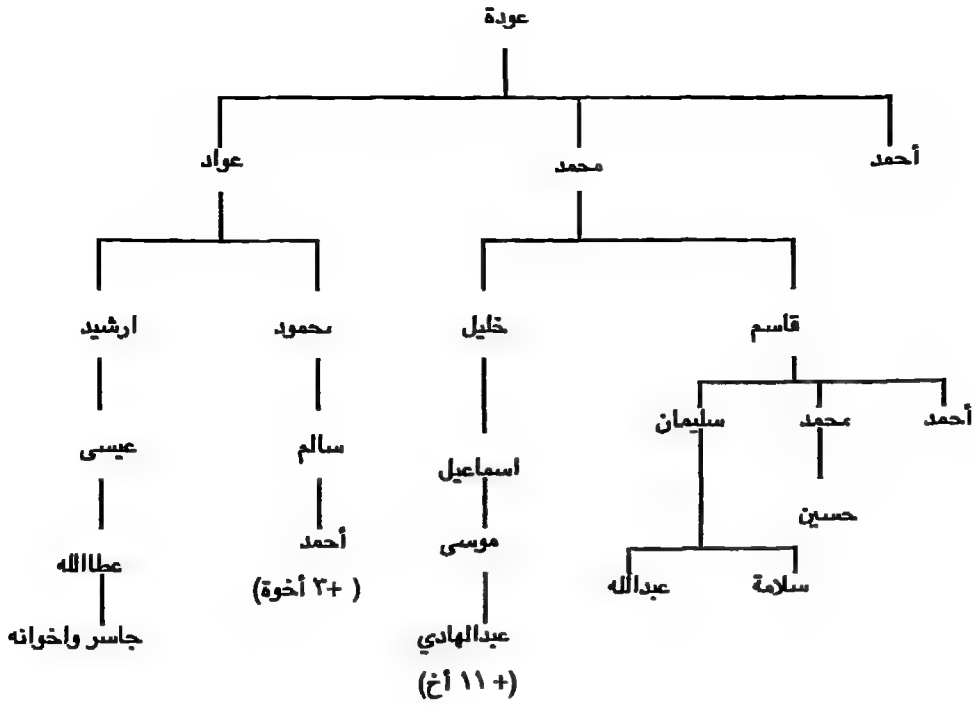 عودة
أحمد محمد عواد
قاسم خليل محمود ارشيد
أحمد محمد سليمان
سالم عيسى
اسماعيل
حسين
أحمد موسى
عطاالله
سلامة عبدالله
(+٣ أخوة)
عبدالهادي جاسر واخوانه
(+ ١١ أخ)